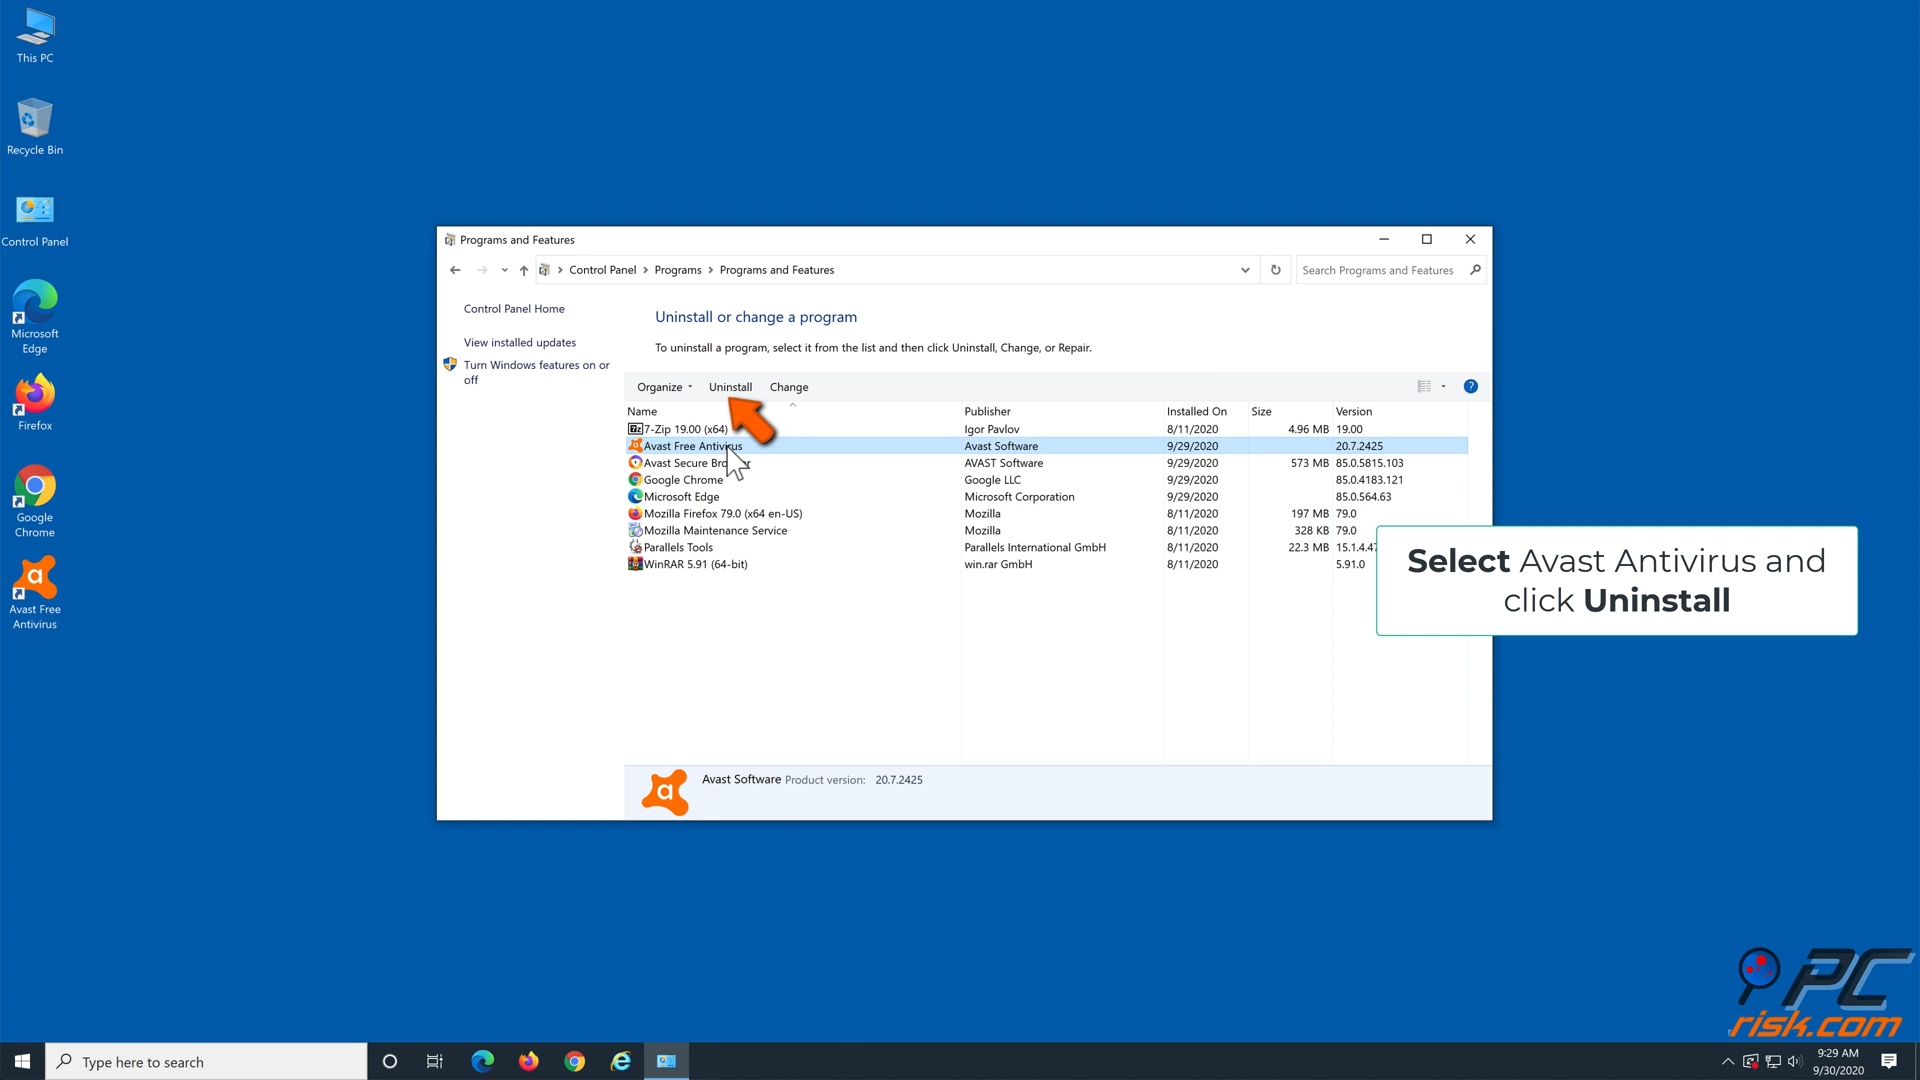 This PC
Recycle Bin
Control Panel
Microsoft
Edge
Firefox
Google
Chrome
Avast Free
Antivirus
Programs and Features
Control Panel > Programs > Programs and Features
Search Programs and Features
Control Panel Home
View installed updates
Turn Windows features on or
off
Uninstall or change a program
To uninstall a program, select it from the list and then click Uninstall, Change, or Repair.
Organize Uninstall Change
Name Publisher Installed On Size Version
7-Zip 19.00 (x64) Igor Pavlov 8/11/2020 4.96 MB 19.00
Avast Free Antivirus Avast Software 9/29/2020 20.7.2425
Avast Secure AVAST Software 9/29/2020 573 MB 85.0.5815.103
Google Chrome Google LLC 9/29/2020 85.0.4183.121
Microsoft Edge Microsoft Corporation 9/29/2020 85.0.564.63
Mozilla Firefox 79.0 (x64 en-US) Mozilla 8/11/2020 197 MB 79.0
Mozilla Maintenance Service Mozilla 8/11/2020 328 KB 79.0
Parallels Tools Parallels International GmbH 8/11/2020 22.3 MB
WinRAR 5.91 (64-bit) win.rar GmbH 8/11/2020 5.91.0
Select Avast Antivirus and
click Uninstall
Avast Software Product version: 20.7.2425
PC
risk.com
Type here to search
9:29 AM
9/30/2020